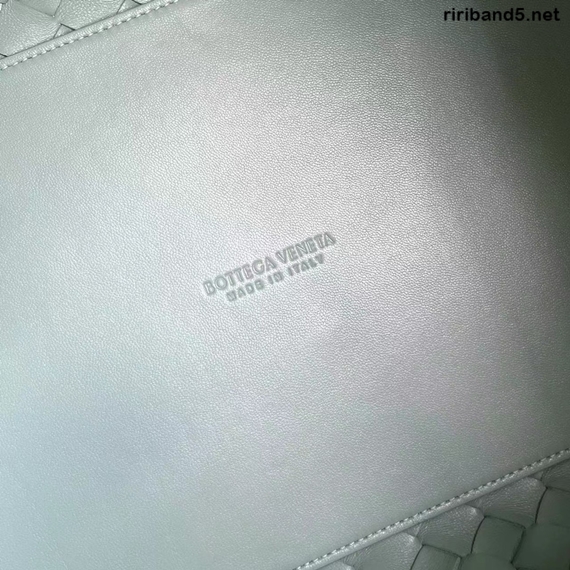 ririband5.net
BOTTEGA VENETA
MADE IN ITALY